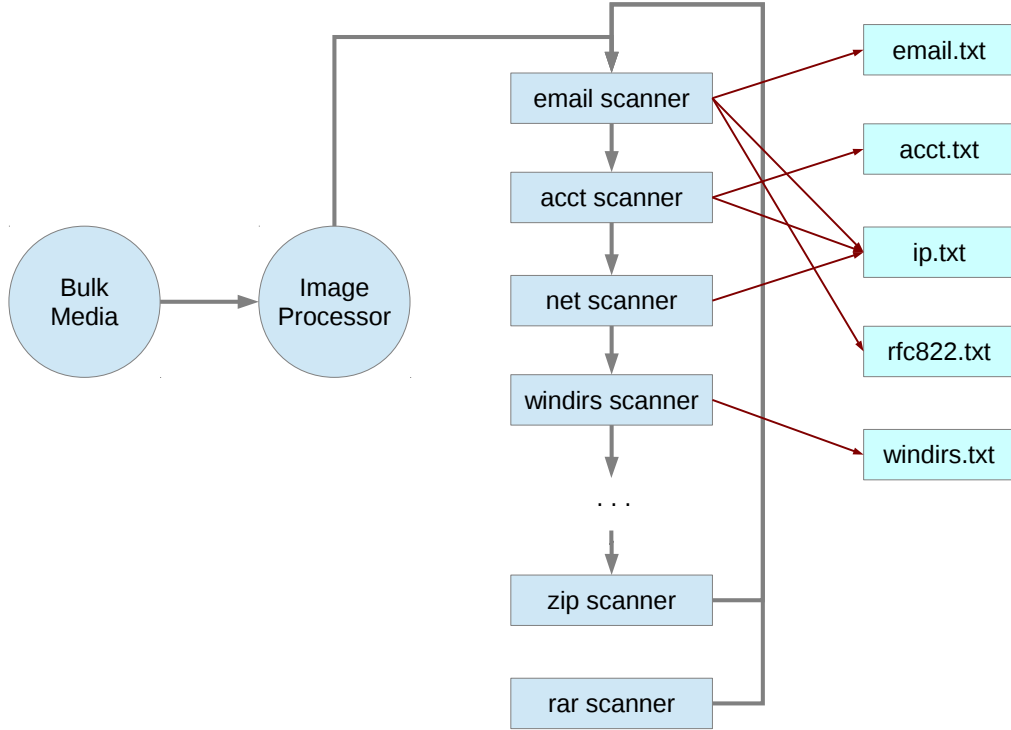 Bulk
Media
Image
Processor
email scanner
acct scanner
net scanner
windirs scanner
. . .
zip scanner
rar scanner
email.txt
acct.txt
ip.txt
rfc822.txt
windirs.txt